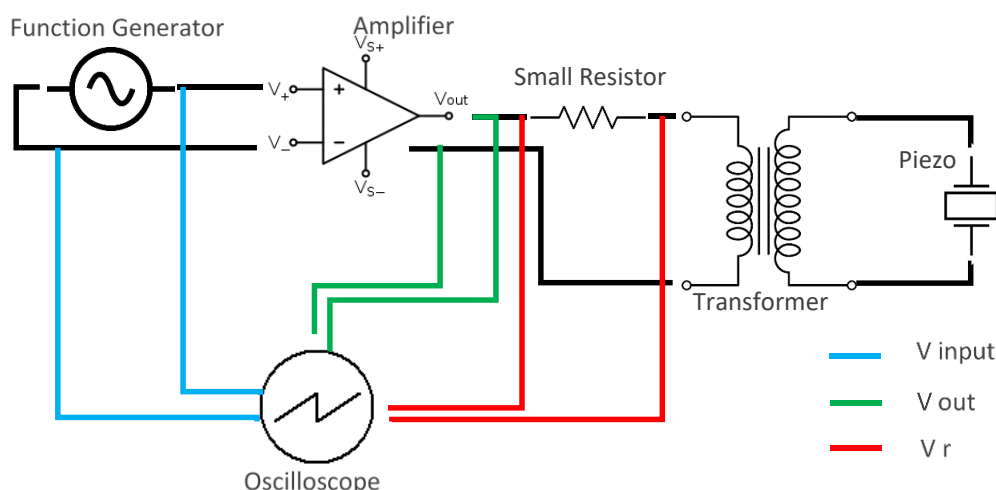 Function Generator
Amplifier
VS+
Small Resistor
V+
+
Vout
V−
−
VS−
Piezo
Transformer
V input
V out
V r
Oscilloscope